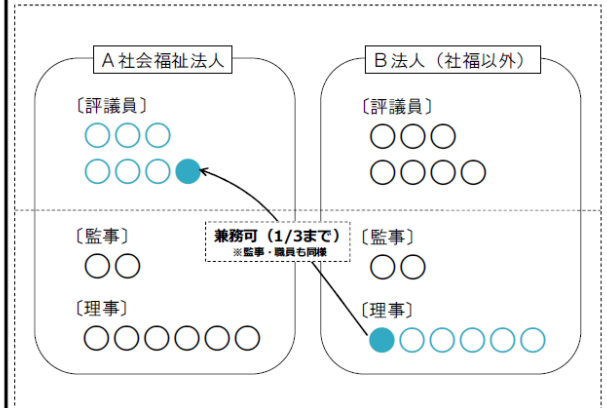 A社会福祉法人
B法人（社福以外）
〔評議員〕
〔評議員〕
〔監事〕
兼務可（1/3まで）
※監事・職員も同様
〔監事〕
〔理事〕
〔理事〕